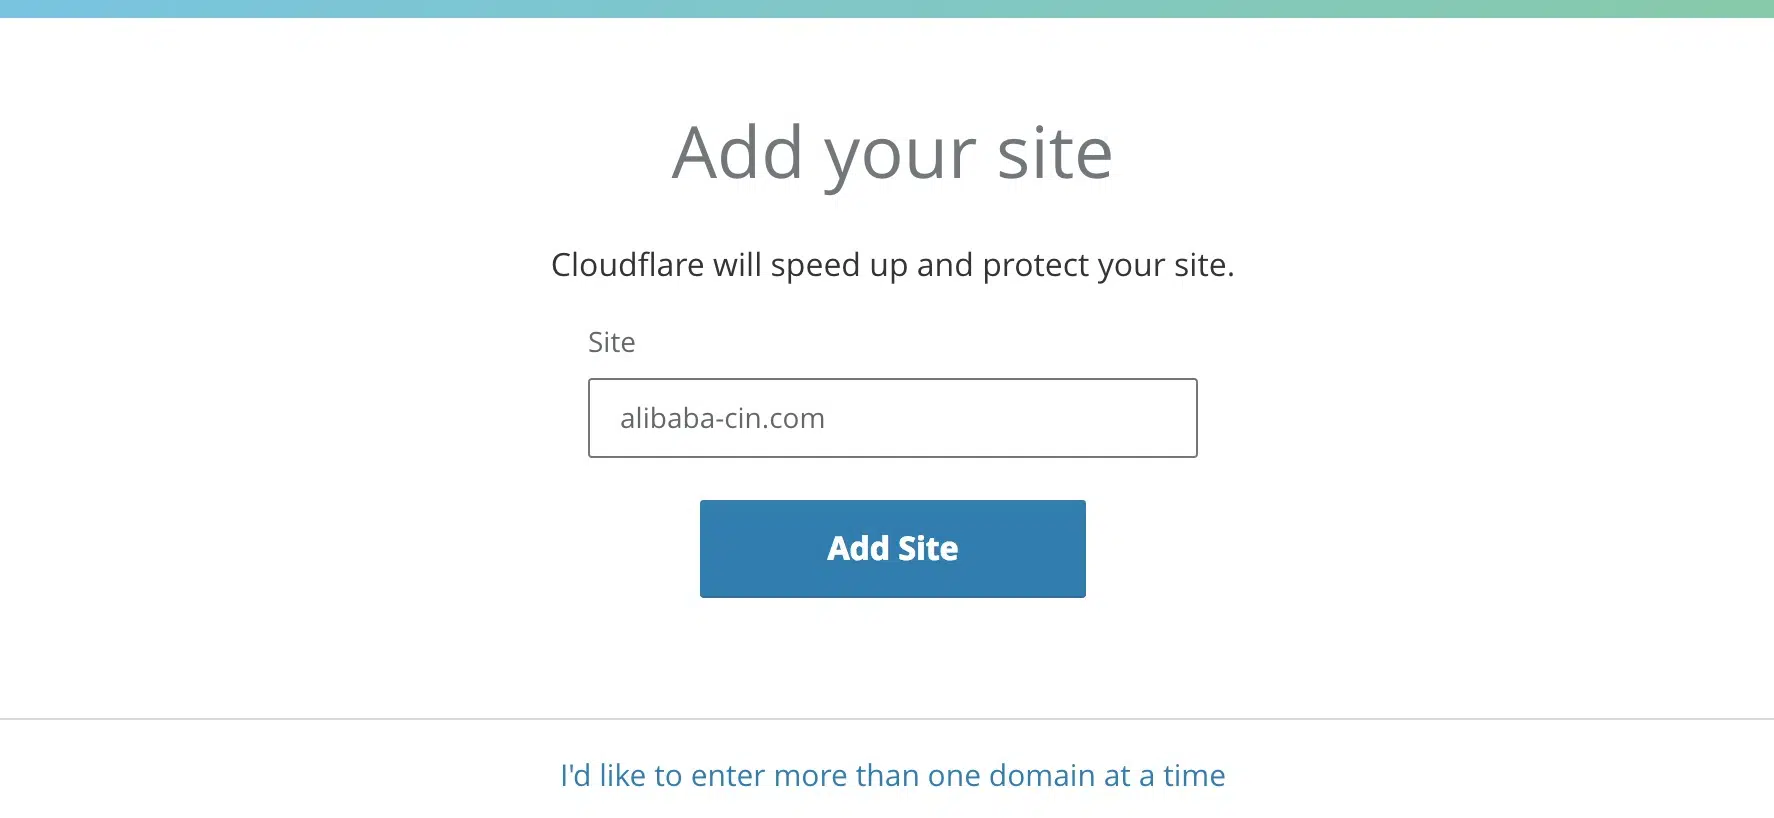 Add your site
Cloudflare will speed up and protect your site.
Site
alibaba-cin.com
Add Site
I'd like to enter more than one domain at a time